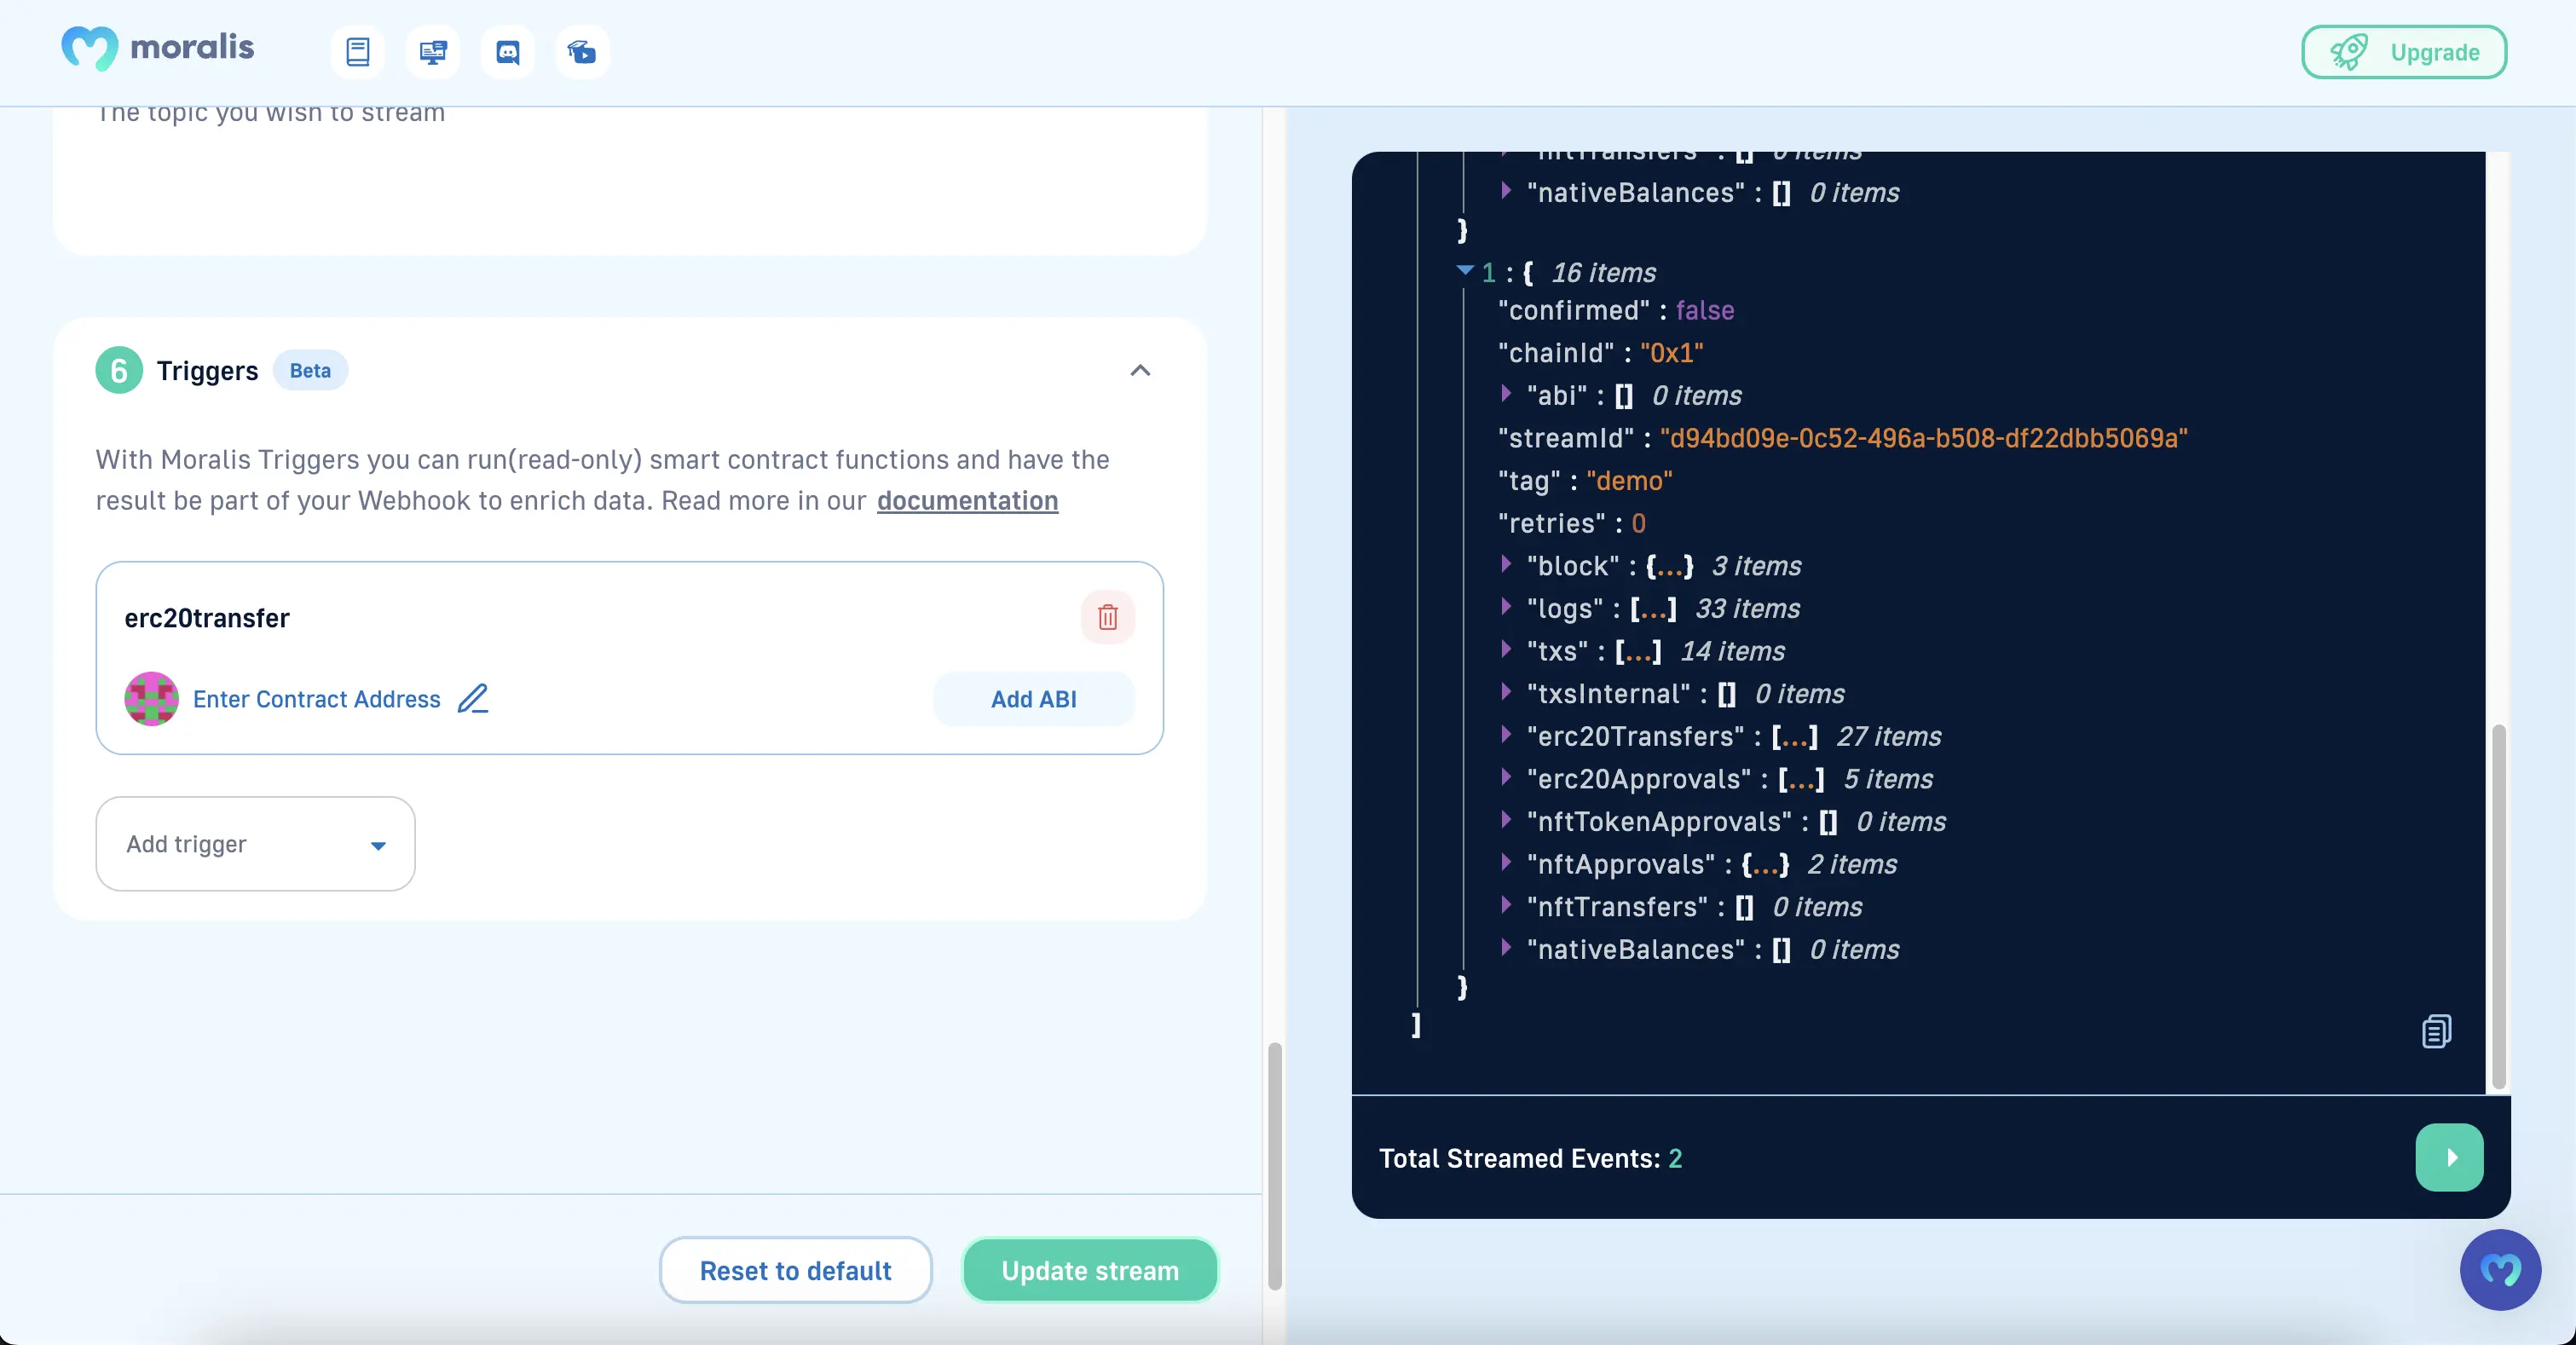 moralis
Upgrade
The topic you wish to stream
6 Triggers Beta
With Moralis Triggers you can run(read-only) smart contract functions and have the
result be part of your Webhook to enrich data. Read more in our documentation
erc20transfer
Enter Contract Address
Add ABI
Add trigger
Reset to default
Update stream
"nftTransfers" : [] 0 items
"nativeBalances" : [] 0 items
}
1 : { 16 items
"confirmed" : false
"chainId" : "0x1"
"abi" : [] 0 items
"streamId" : "d94bd09e-0c52-496a-b508-df22dbb5069a"
"tag" : "demo"
"retries" : 0
"block" : {...} 3 items
"logs" : [...] 33 items
"txs" : [...] 14 items
"txsInternal" : [] 0 items
"erc20Transfers" : [...] 27 items
"erc20Approvals" : [...] 5 items
"nftTokenApprovals" : [] 0 items
"nftApprovals" : {...} 2 items
"nftTransfers" : [] 0 items
"nativeBalances" : [] 0 items
}
]
Total Streamed Events: 2